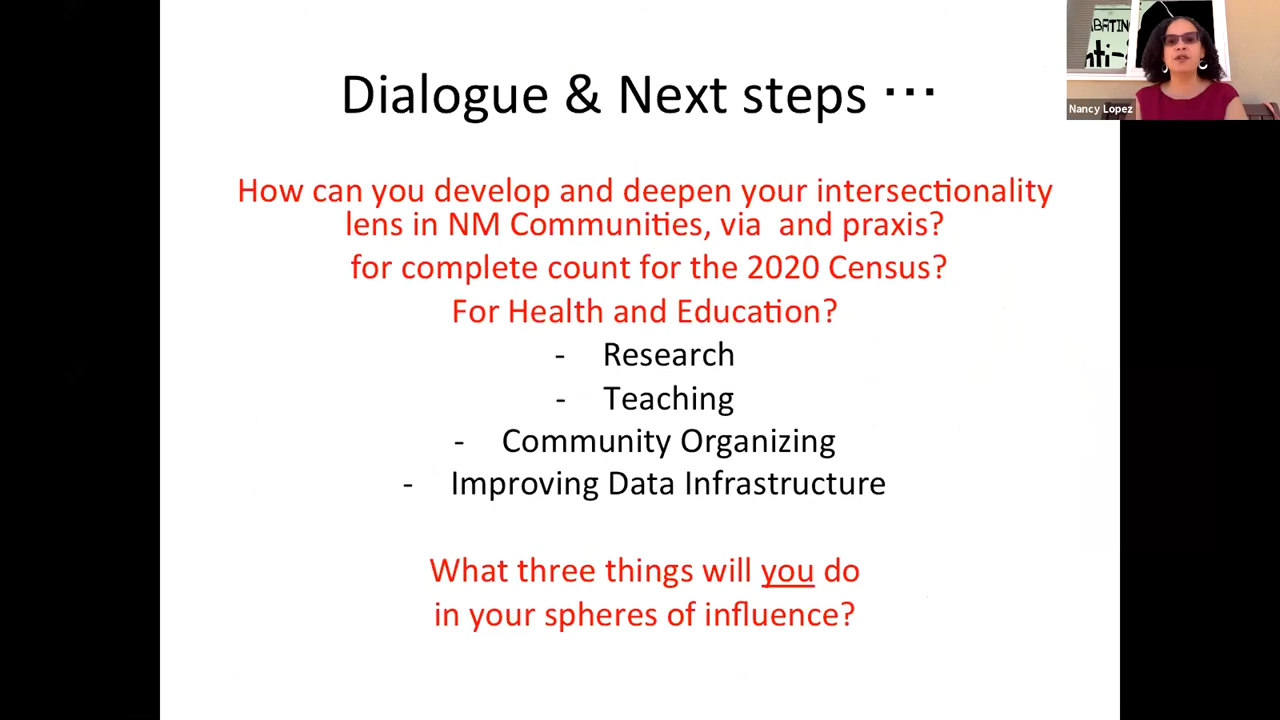 Dialogue & Next steps ...
How can you develop and deepen your intersectionality
lens in NM Communities, via and praxis?
for complete count for the 2020 Census?
For Health and Education?
- Research
- Teaching
- Community Organizing
- Improving Data Infrastructure
What three things will you do
in your spheres of influence?
Nancy Lopez